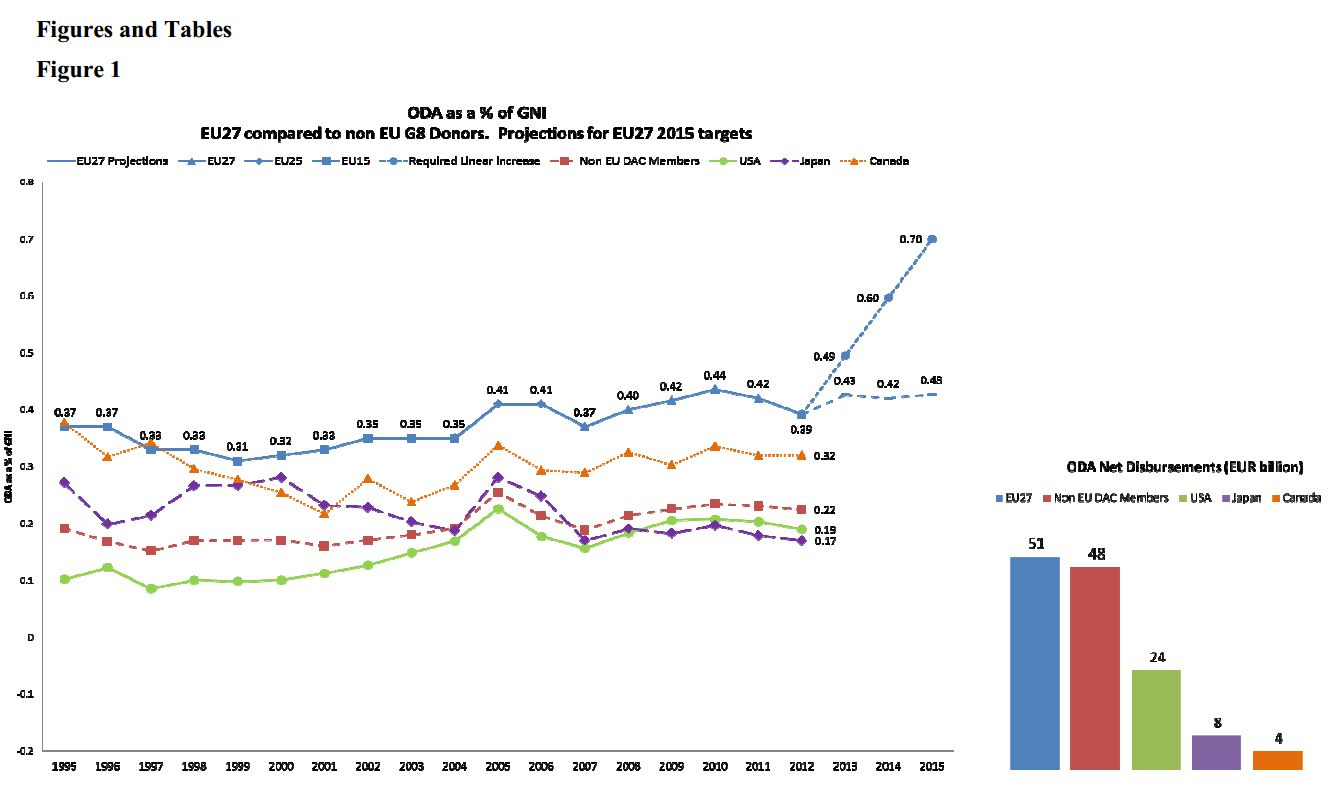 Figures and Tables
Figure 1
ODA as a % of GNI
EU27 compared to non EU G8 Donors. Projections for EU27 2015 targets
EU27 Projections EU27 EU25 EU15 Required Linear increase Non EU DAC Members USA Japan Canada
0.8
0.7
0.6
0.5
0.4
0.3
0.2
0.1
0
-0.1
-0.2
ODA as a % of GNI
0.37 0.37 0.33 0.33 0.31 0.32 0.33 0.35 0.35 0.35 0.41 0.41 0.37 0.40 0.42 0.44 0.42 0.39
0.49 0.60 0.70
0.43 0.42 0.43
0.32
0.22
0.19
0.17
1995 1996 1997 1998 1999 2000 2001 2002 2003 2004 2005 2006 2007 2008 2009 2010 2011 2012 2013 2014 2015
ODA Net Disbursements (EUR billion)
EU27 Non EU DAC Members USA Japan Canada
51
48
24
8
4